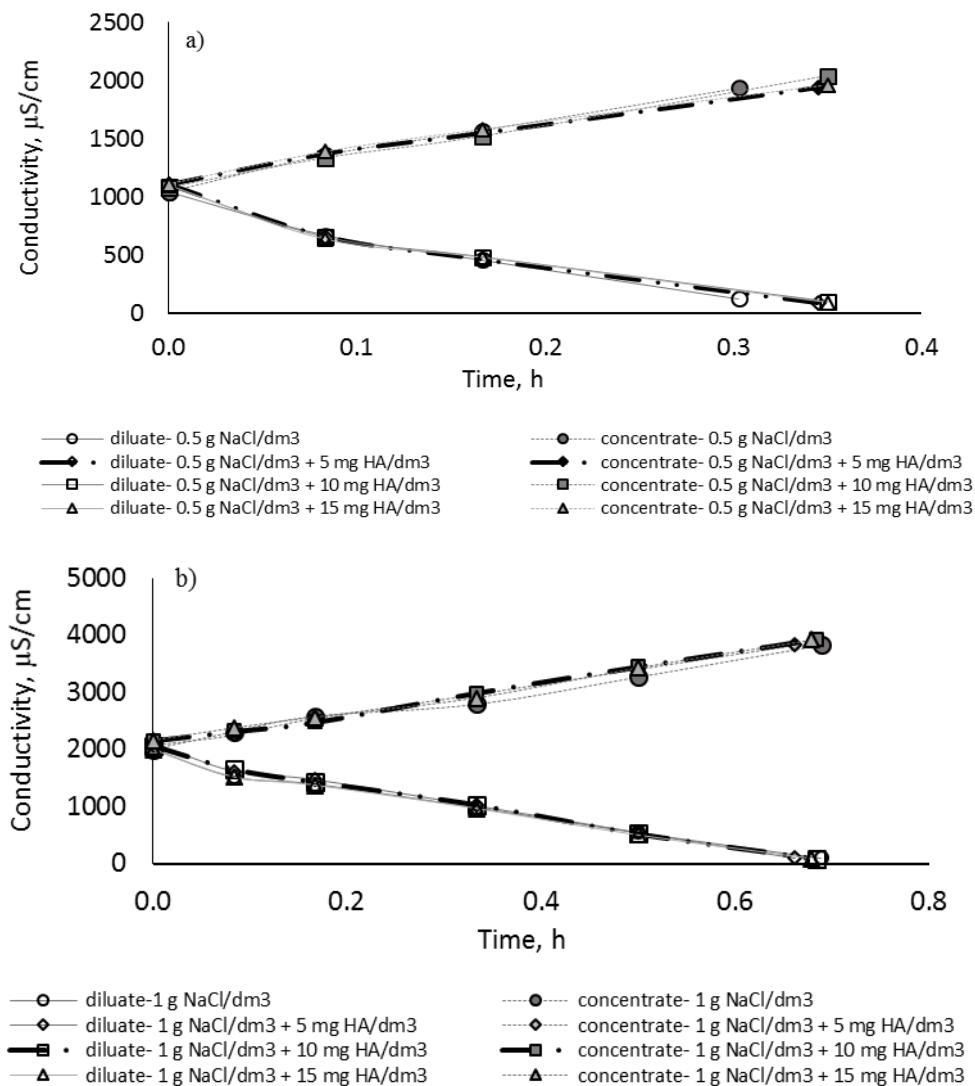 a)
2500
2000
1500
1000
500
0
Conductivity, µS/cm
0.0 0.1 0.2 0.3 0.4
Time, h
diluate- 0.5 g NaCl/dm3 concentrate- 0.5 g NaCl/dm3
diluate- 0.5 g NaCl/dm3 + 5 mg HA/dm3 concentrate- 0.5 g NaCl/dm3 + 5 mg HA/dm3
diluate- 0.5 g NaCl/dm3 + 10 mg HA/dm3 concentrate- 0.5 g NaCl/dm3 + 10 mg HA/dm3
diluate- 0.5 g NaCl/dm3 + 15 mg HA/dm3 concentrate- 0.5 g NaCl/dm3 + 15 mg HA/dm3
b)
5000
4000
3000
2000
1000
0
Conductivity, µS/cm
0.0 0.2 0.4 0.6 0.8
Time, h
diluate-1 g NaCl/dm3 concentrate- 1 g NaCl/dm3
diluate- 1 g NaCl/dm3 + 5 mg HA/dm3 concentrate- 1 g NaCl/dm3 + 5 mg HA/dm3
diluate- 1 g NaCl/dm3 + 10 mg HA/dm3 concentrate- 1 g NaCl/dm3 + 10 mg HA/dm3
diluate- 1 g NaCl/dm3 + 15 mg HA/dm3 concentrate- 1 g NaCl/dm3 + 15 mg HA/dm3